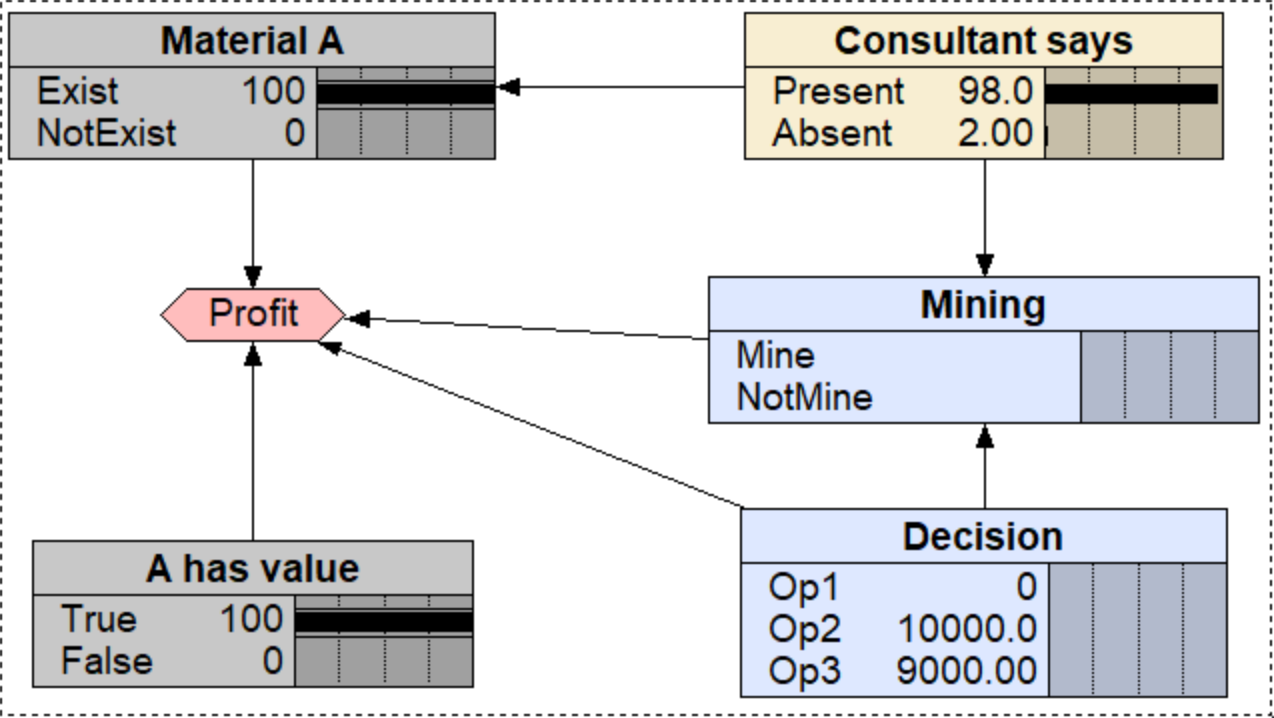 Material A
Exist 100
NotExist 0
Consultant says
Present 98.0
Absent 2.00
Profit
Mining
Mine
NotMine
A has value
True 100
False 0
Decision
Op1 0
Op2 10000.0
Op3 9000.00